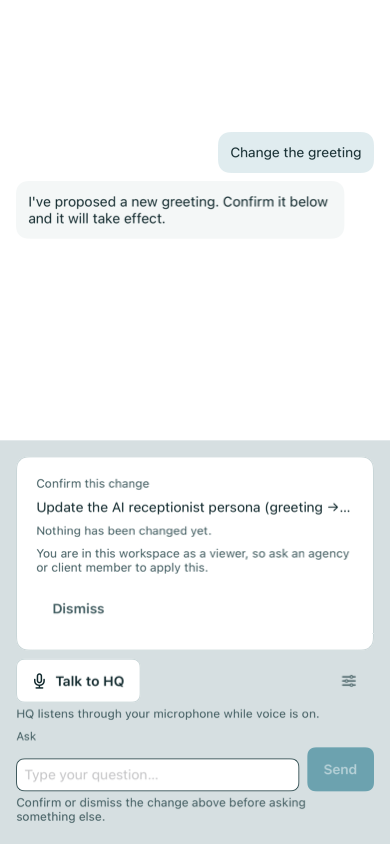 Change the greeting
I've proposed a new greeting. Confirm it below
and it will take effect.
Confirm this change
Update the AI receptionist persona (greeting →...
Nothing has been changed yet.
You are in this workspace as a viewer, so ask an agency
or client member to apply this.
Dismiss
Talk to HQ
HQ listens through your microphone while voice is on.
Ask
Type your question...
Send
Confirm or dismiss the change above before asking
something else.